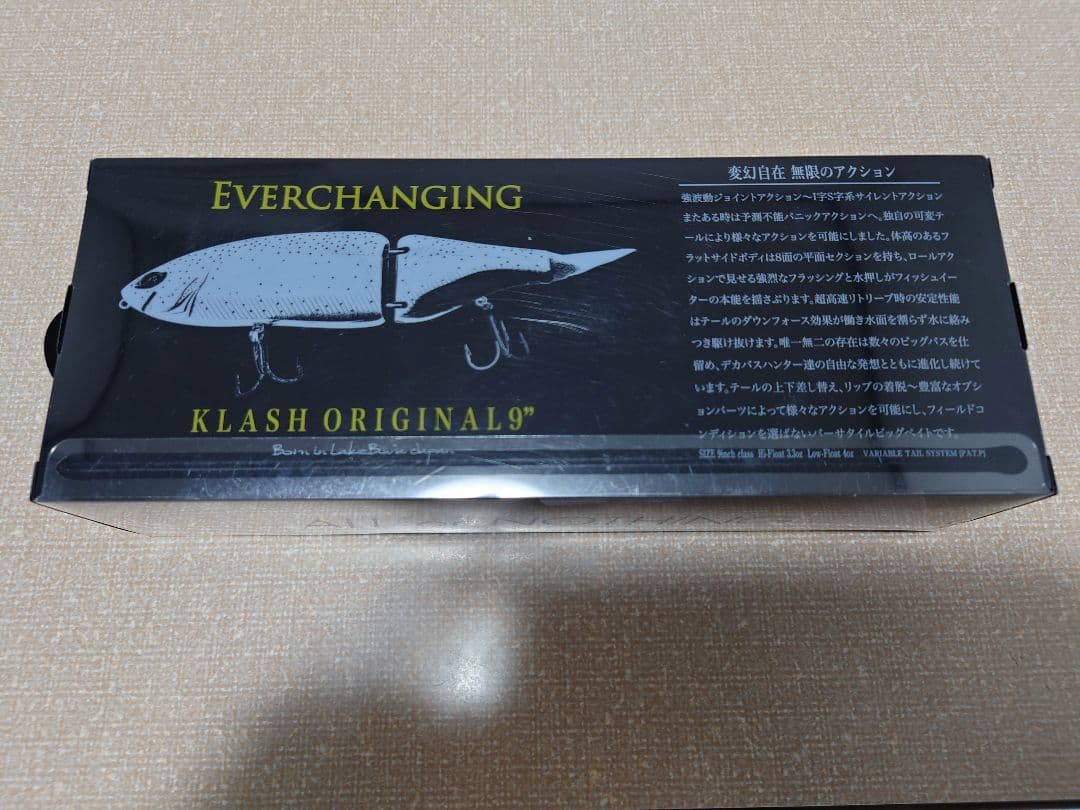 EVERCHANGING
KLASH ORIGINAL 9”
Born in Lake Biwa Japan
変幻自在 無限のアクション
強波動ジョイントアクション～I字S字系サイレントアクション
またある時は予測不能パニックアクションへ。独自の可変テ
ールにより様々なアクションを可能にしました。体高のあるフ
ラットサイドボディは8面の平面セクションを持ち、ロールアク
ションで見せる強烈なフラッシングと水押しがフィッシュイー
ターの本能を揺さぶります。超高速リトリーブ時の安定性能
はテールのダウンフォース効果が働き水面を割らず水に絡み
つき駆け抜けます。唯一無二の存在は数々のビッグバスを仕
留め、デカバスハンター達の自由な発想とともに進化し続けて
います。テールの上下差し替え、リップの着脱～豊富なオプシ
ョンパーツによって様々なアクションを可能にし、フィールドコ
ンディションを選ばないバーサタイルビッグベイトです。
SIZE 9inch class Hi-Float 3.3oz Low-Float 4oz VARIABLE TAIL SYSTEM [PAT.P]
ALL or NOTHING